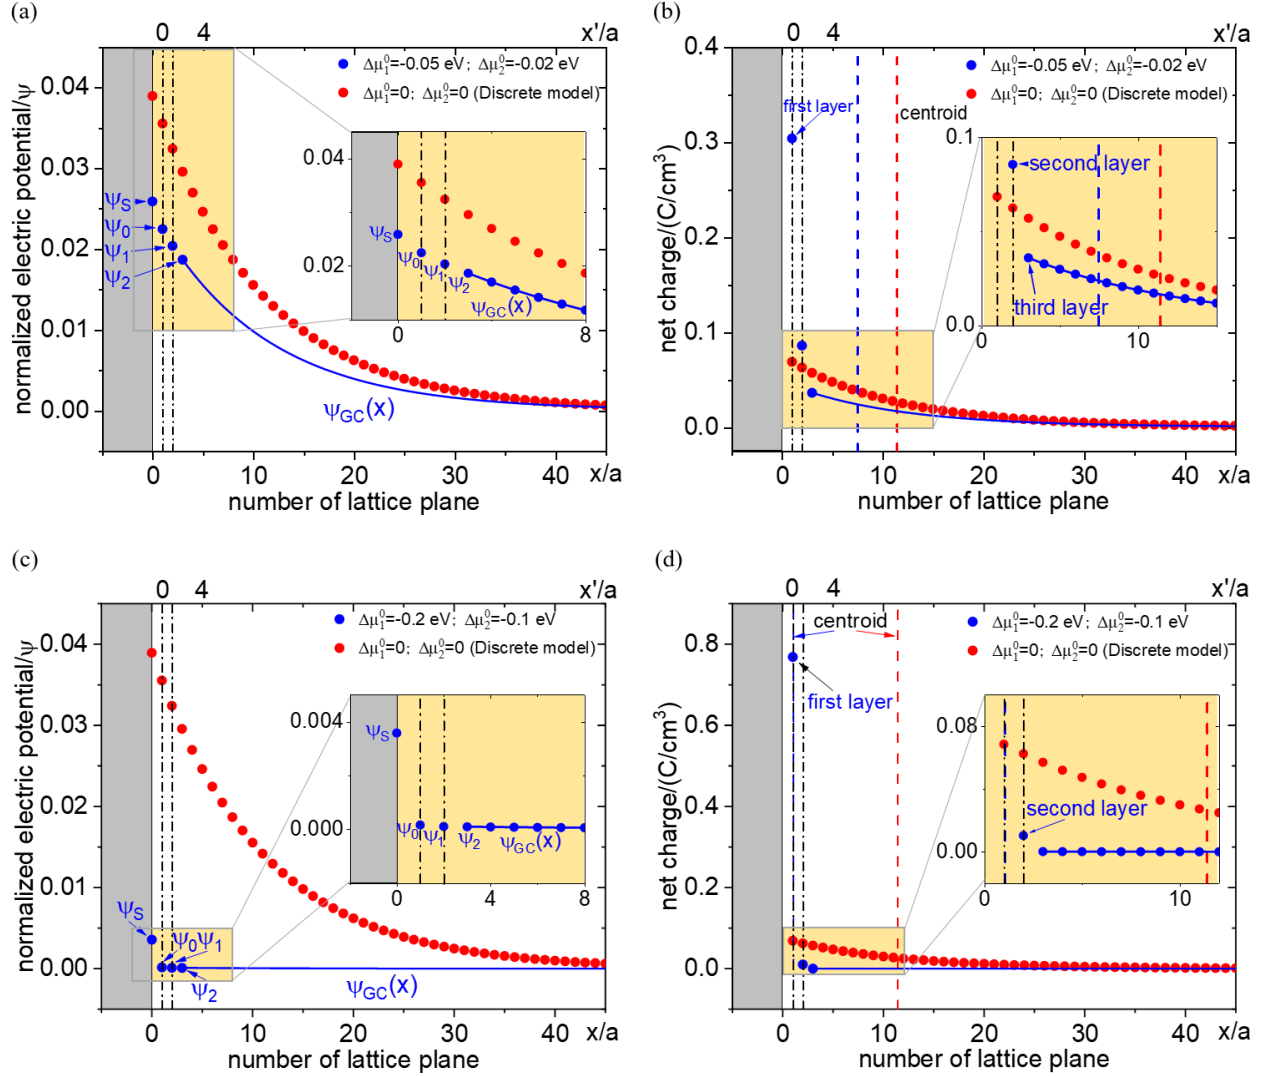 (a)
0 4 x'/a
normalized electric potential/ψ
0.04
0.03
0.02
0.01
0.00
Δμ₁⁰=-0.05 eV; Δμ₂⁰=-0.02 eV
Δμ₁⁰=0; Δμ₂⁰=0 (Discrete model)
ψS
ψ0
ψ1
ψ2
ψGC(x)
0.04
0.02
ψS
ψ0
ψ1
ψ2
ψGC(x)
0 8
0 10 20 30 40 x/a
number of lattice plane
(b)
0 4 x'/a
net charge/(C/cm³)
0.4
0.3
0.2
0.1
0.0
Δμ₁⁰=-0.05 eV; Δμ₂⁰=-0.02 eV
Δμ₁⁰=0; Δμ₂⁰=0 (Discrete model)
first layer
centroid
0.1
0.0
second layer
third layer
0 10
0 10 20 30 40 x/a
number of lattice plane
(c)
0 4 x'/a
normalized electric potential/ψ
0.04
0.03
0.02
0.01
0.00
Δμ₁⁰=-0.2 eV; Δμ₂⁰=-0.1 eV
Δμ₁⁰=0; Δμ₂⁰=0 (Discrete model)
ψS
ψ0ψ1
ψ2
ψGC(x)
0.004
0.000
ψS
ψ0
ψ1
ψ2
ψGC(x)
0 4 8
0 10 20 30 40 x/a
number of lattice plane
(d)
0 4 x'/a
net charge/(C/cm³)
0.8
0.6
0.4
0.2
0.0
Δμ₁⁰=-0.2 eV; Δμ₂⁰=-0.1 eV
Δμ₁⁰=0; Δμ₂⁰=0 (Discrete model)
centroid
first layer
0.08
0.00
second layer
0 10
0 10 20 30 40 x/a
number of lattice plane